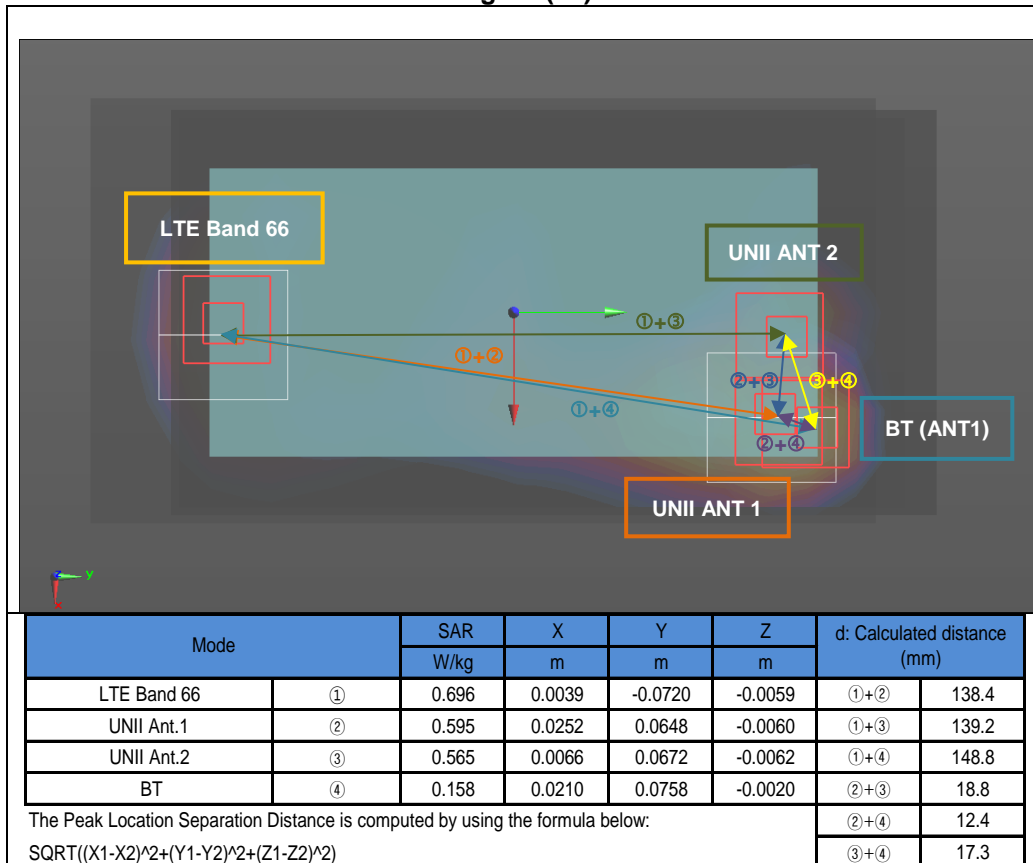 LTE Band 66
UNII ANT 2
①+③
①+②
②+③
③+④
①+④
BT (ANT1)
②+④
UNII ANT 1
z
y
x
Mode SAR X Y Z d: Calculated distance (mm)
W/kg m m m
LTE Band 66 ① 0.696 0.0039 -0.0720 -0.0059 ①+② 138.4
UNII Ant.1 ② 0.595 0.0252 0.0648 -0.0060 ①+③ 139.2
UNII Ant.2 ③ 0.565 0.0066 0.0672 -0.0062 ①+④ 148.8
BT ④ 0.158 0.0210 0.0758 -0.0020 ②+③ 18.8
The Peak Location Separation Distance is computed by using the formula below: ②+④ 12.4
SQRT((X1-X2)^2+(Y1-Y2)^2+(Z1-Z2)^2) ③+④ 17.3